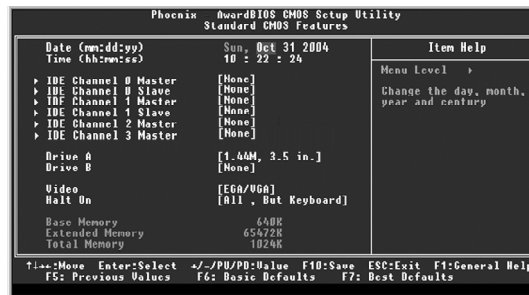 Phoenix AwardBIOS CMOS Setup Utility
Standard CMOS Features
Date (mm:dd:yy) Sun, Oct 31 2004
Time (hh:mm:ss) 10 : 22 : 24
IDE Channel 0 Master [None]
IDE Channel 0 Slave [None]
IDE Channel 1 Master [None]
IDE Channel 1 Slave [None]
IDE Channel 2 Master [None]
IDE Channel 3 Master [None]
Drive A [1.44M, 3.5 in.]
Drive B [None]
Video [EGA/VGA]
Halt On [All , But Keyboard]
Base Memory 640K
Extended Memory 65472K
Total Memory 1024K
Item Help
Menu Level
Change the day, month,
year and century
↑↓→←:Move Enter:Select +/-/PU/PD:Value F10:Save ESC:Exit F1:General Help
F5: Previous Values F6: Basic Defaults F7: Best Defaults